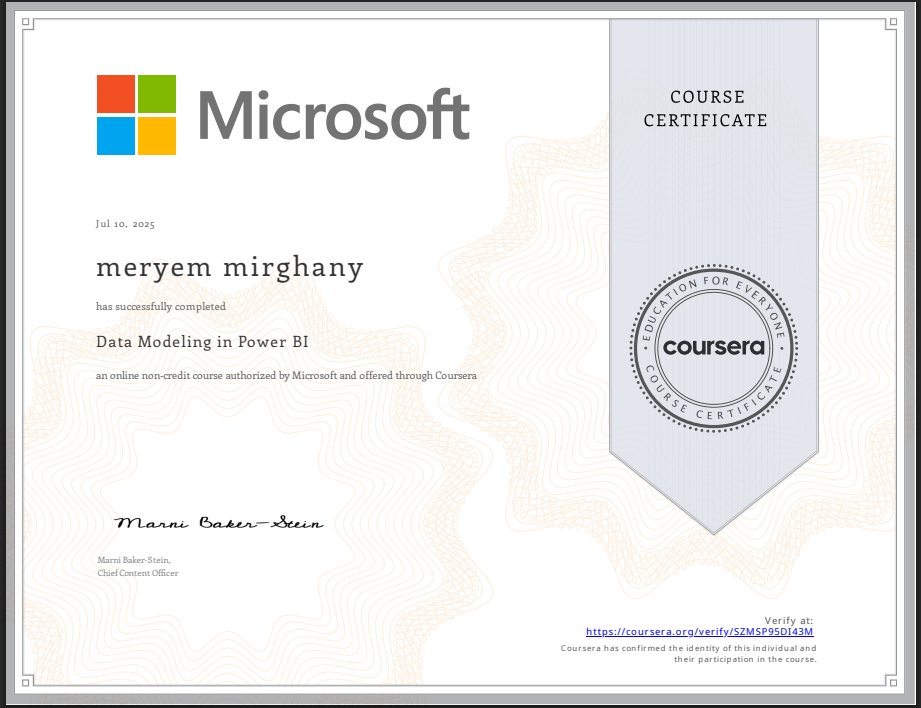 Microsoft
COURSE
CERTIFICATE
Jul 10, 2025
meryem mirghany
has successfully completed
Data Modeling in Power BI
an online non-credit course authorized by Microsoft and offered through Coursera
EDUCATION FOR EVERYONE
coursera
COURSE CERTIFICATE
Marni Baker-Stein
Marni Baker-Stein,
Chief Content Officer
Verify at:
https://coursera.org/verify/SZMSP95DI43M
Coursera has confirmed the identity of this individual and
their participation in the course.